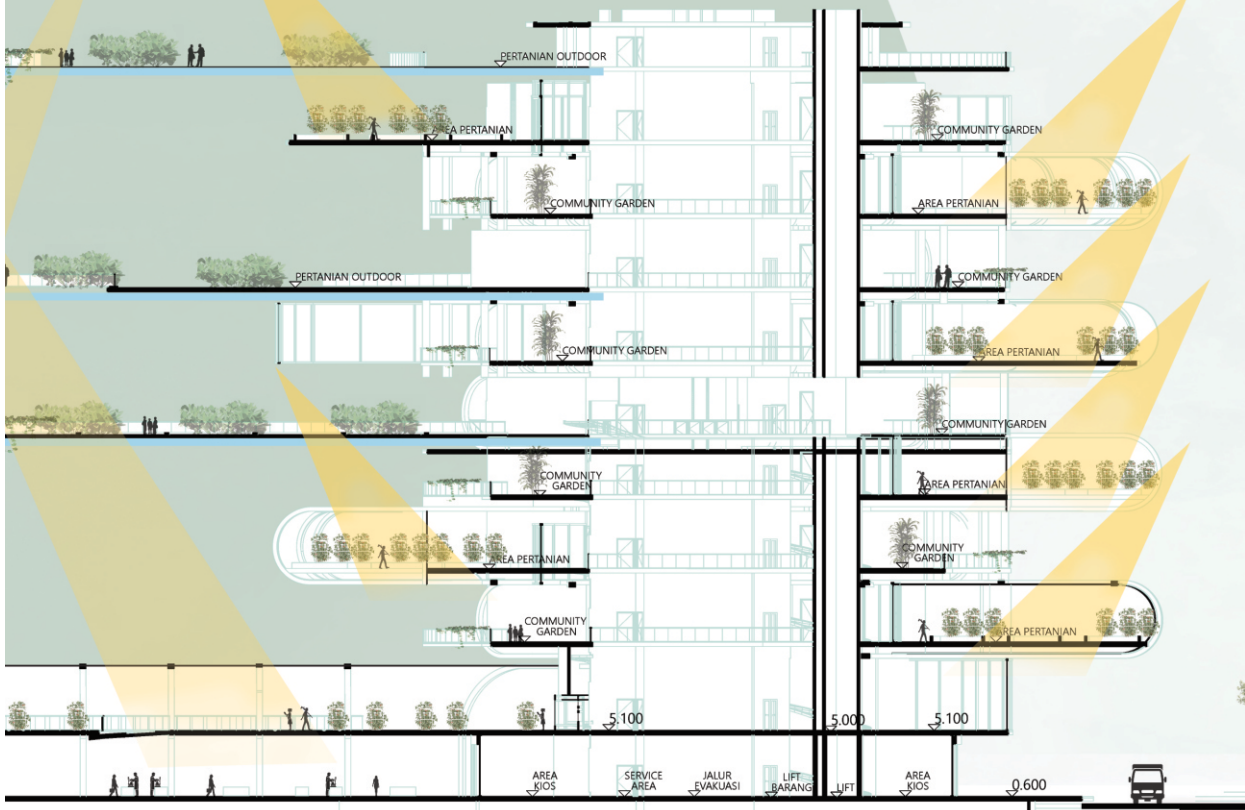 PERTANIAN OUTDOOR
AREA PERTANIAN
COMMUNITY GARDEN
COMMUNITY GARDEN
AREA PERTANIAN
PERTANIAN OUTDOOR
COMMUNITY GARDEN
COMMUNITY GARDEN
AREA PERTANIAN
COMMUNITY
GARDEN
COMMUNITY
GARDEN
AREA PERTANIAN
AREA PERTANIAN
COMMUNITY
GARDEN
COMMUNITY
GARDEN
AREA PERTANIAN
5.100
5.000
5.100
AREA
KIOS
SERVICE
AREA
JALUR
EVAKUASI
LIFT
BARANG
LIFT
AREA
KIOS
0.600